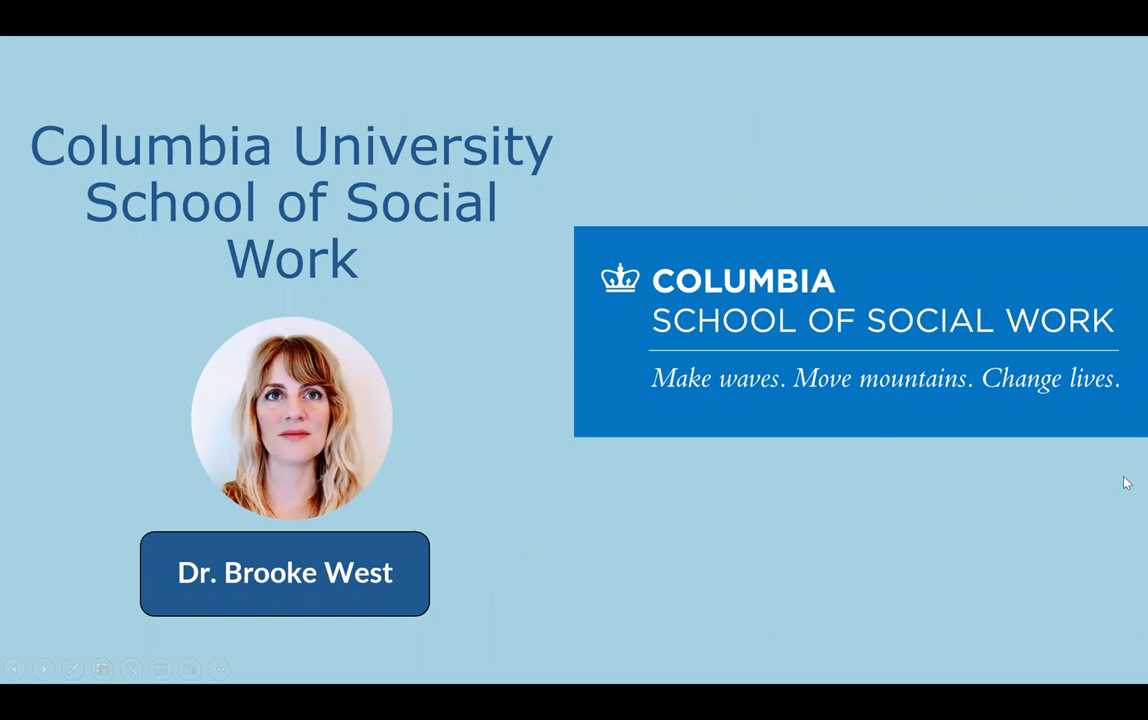 Columbia University
School of Social
Work
Dr. Brooke West
COLUMBIA
SCHOOL OF SOCIAL WORK
Make waves. Move mountains. Change lives.